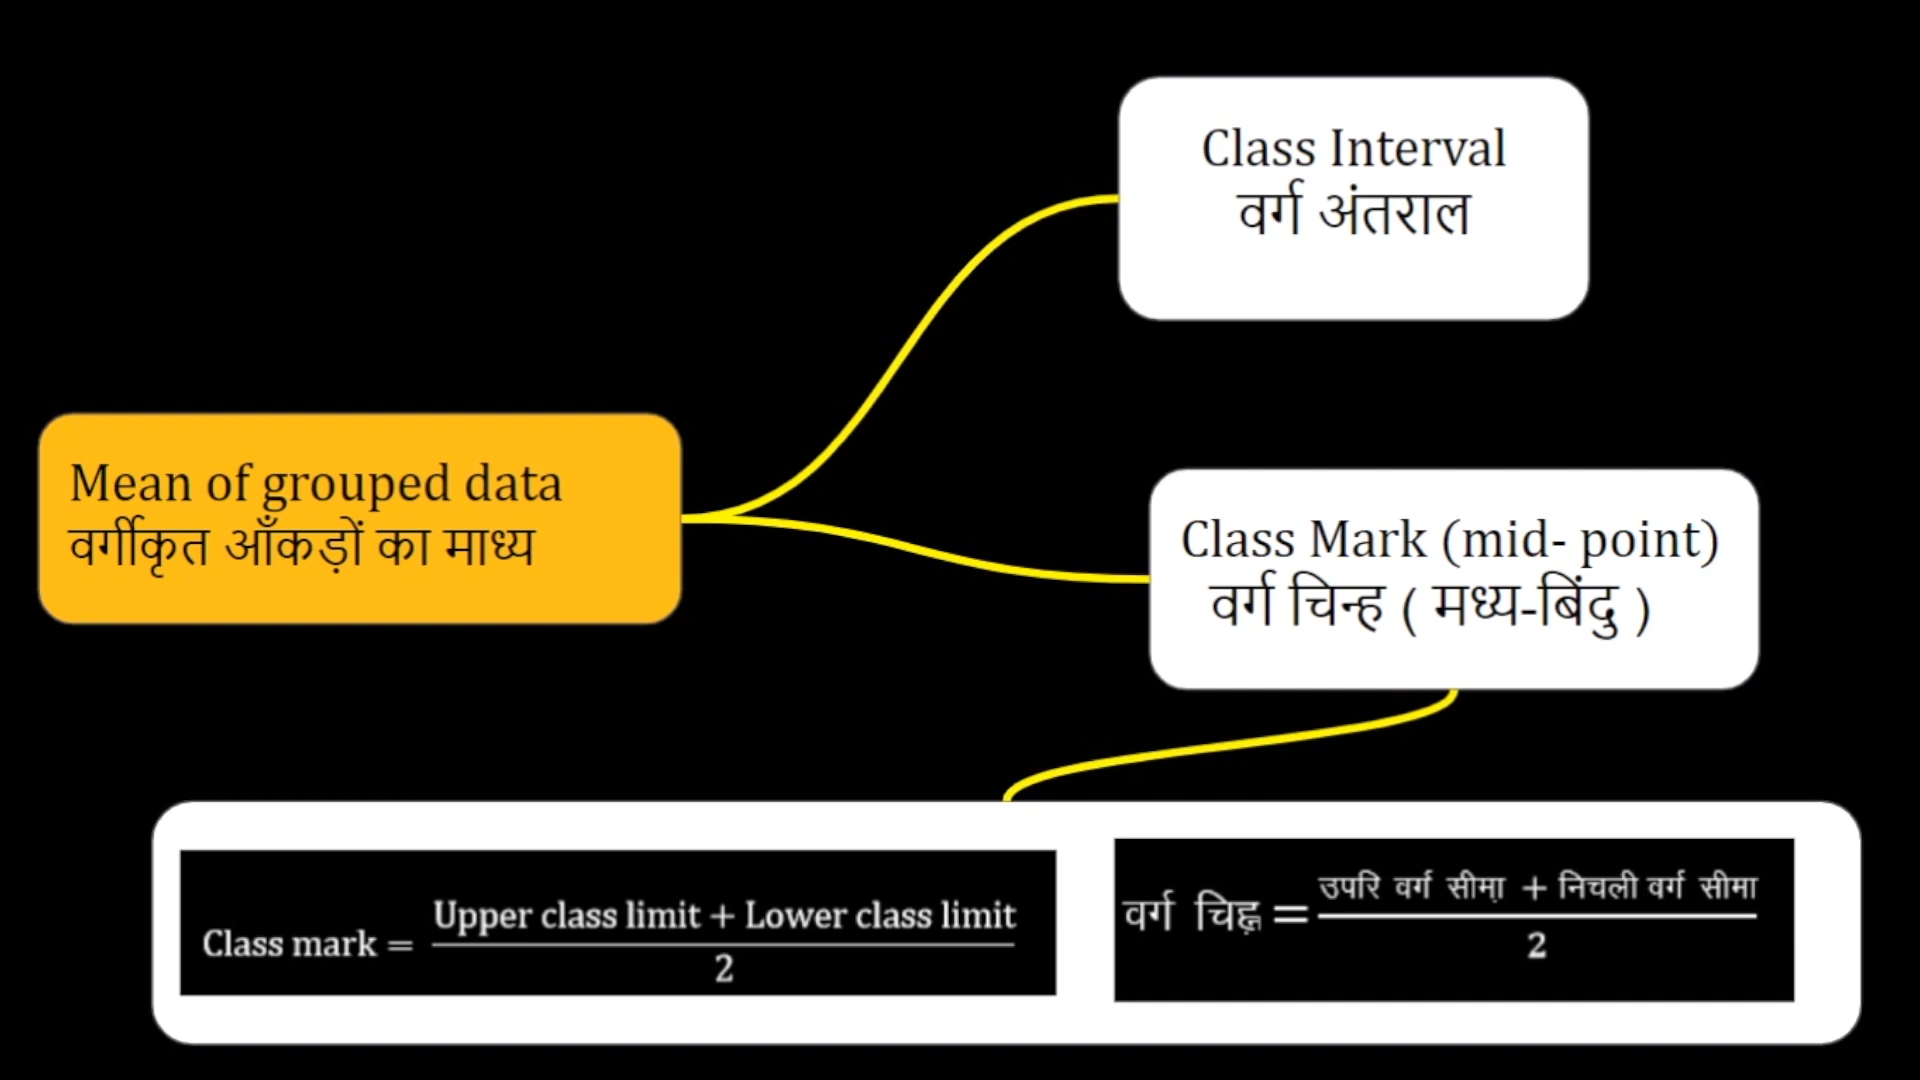 Class Interval
वर्ग अंतराल
Mean of grouped data
वर्गीकृत आँकड़ों का माध्य
Class Mark (mid- point)
वर्ग चिन्ह ( मध्य-बिंदु )
Class mark = Upper class limit + Lower class limit / 2
वर्ग चिह्न = उपरि वर्ग सीमा + निचली वर्ग सीमा / 2